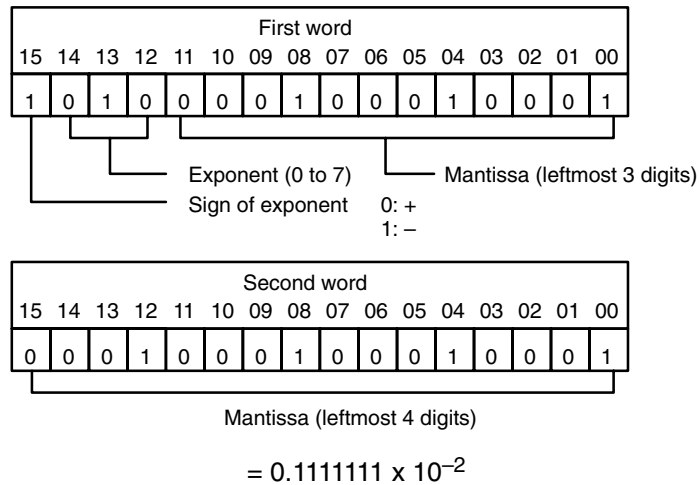 First word
15 14 13 12 11 10 09 08 07 06 05 04 03 02 01 00
1 0 1 0 0 0 0 1 0 0 0 1 0 0 0 1
Exponent (0 to 7)
Mantissa (leftmost 3 digits)
Sign of exponent 0: +
1: –
Second word
15 14 13 12 11 10 09 08 07 06 05 04 03 02 01 00
0 0 0 1 0 0 0 1 0 0 0 1 0 0 0 1
Mantissa (leftmost 4 digits)
= 0.1111111 x 10⁻²